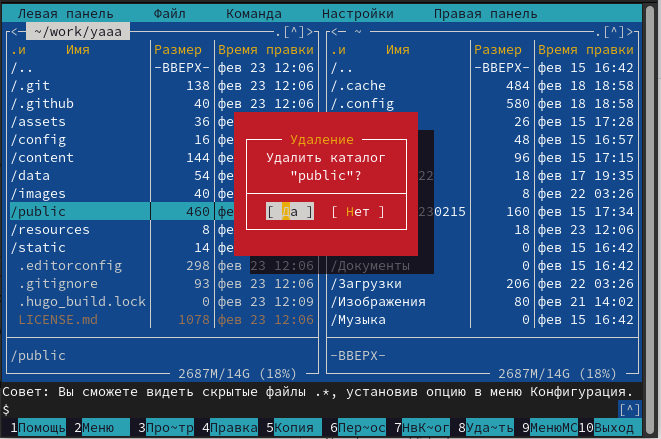 Левая панель Файл Команда Настройки Правая панель
<─ ~/work/yaaa .[^]> <─ ~ .[^]>
.и Имя Размер Время правки .и Имя Размер Время правки
/.. -ВВЕРХ- фев 23 12:06 /.. -ВВЕРХ- фев 15 16:42
/.git 138 фев 23 12:06 /.cache 484 фев 18 18:58
/.github 40 фев 23 12:06 /.config 580 фев 18 18:58
/assets 36 фе 26 фев 15 17:28
/config 16 фе Удаление 48 фев 15 16:57
/content 144 фе Удалить каталог 96 фев 15 17:15
/data 54 фе "public"? 22 18 фев 17 19:35
/images 40 фе 8 фев 22 03:26
/public 460 фе [ Да ] [ Нет ] 230215 160 фев 15 17:34
/resources 8 фе 18 фев 23 12:06
/static 14 фе 0 фев 15 16:42
.editorconfig 298 фев 23 12:06 /Документы 0 фев 15 16:42
.gitignore 93 фев 23 12:06 /Загрузки 206 фев 22 03:26
.hugo_build.lock 0 фев 23 12:09 /Изображения 80 фев 21 14:02
LICENSE.md 1078 фев 23 12:06 /Музыка 0 фев 15 16:42
/public -ВВЕРХ-
2687M/14G (18%) 2687M/14G (18%)
Совет: Вы сможете видеть скрытые файлы .*, установив опцию в меню Конфигурация.
$ [^]
1Помощь 2Меню 3Про~тр 4Правка 5Копия 6Пер~ос 7НвК~ог 8Уда~ть 9МенюMC 10Выход